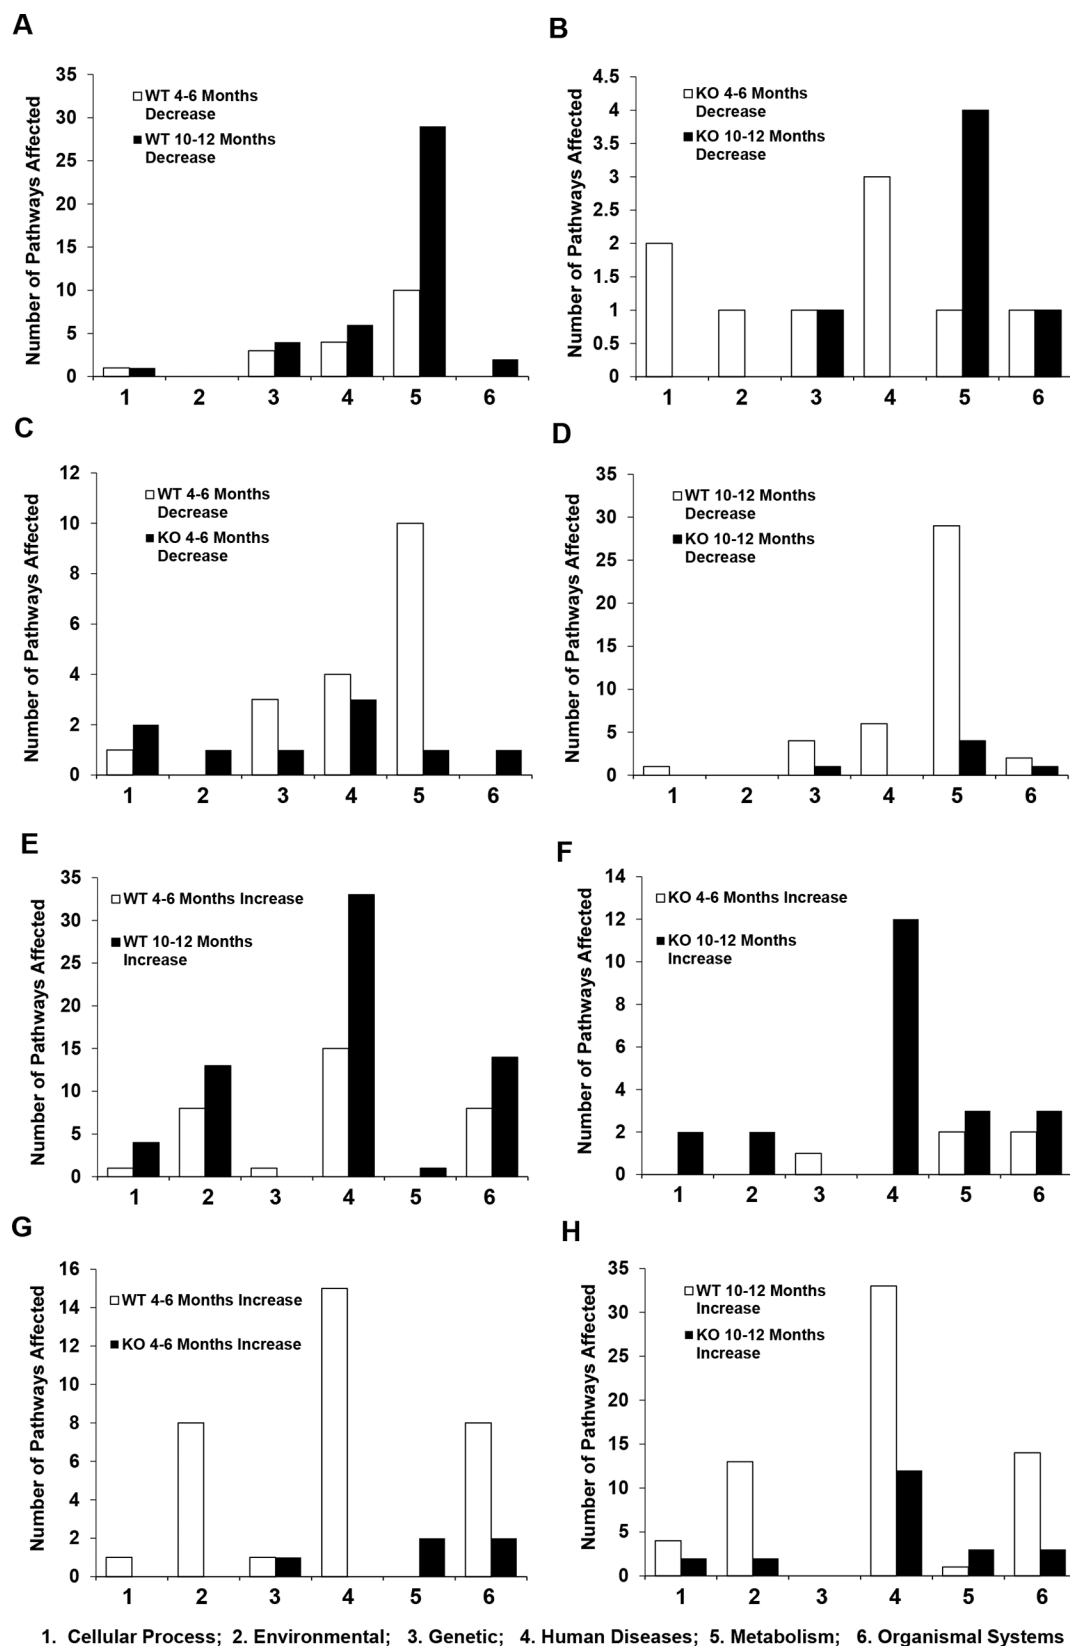 A
Number of Pathways Affected
35
30
25
20
15
10
5
0
WT 4-6 Months
Decrease
WT 10-12 Months
Decrease
1 2 3 4 5 6
B
Number of Pathways Affected
4.5
4
3.5
3
2.5
2
1.5
1
0.5
0
KO 4-6 Months
Decrease
KO 10-12 Months
Decrease
1 2 3 4 5 6
C
Number of Pathways Affected
12
10
8
6
4
2
0
WT 4-6 Months
Decrease
KO 4-6 Months
Decrease
1 2 3 4 5 6
D
Number of Pathways Affected
35
30
25
20
15
10
5
0
WT 10-12 Months
Decrease
KO 10-12 Months
Decrease
1 2 3 4 5 6
E
Number of Pathways Affected
35
30
25
20
15
10
5
0
WT 4-6 Months Increase
WT 10-12 Months
Increase
1 2 3 4 5 6
F
Number of Pathways Affected
14
12
10
8
6
4
2
0
KO 4-6 Months Increase
KO 10-12 Months
Increase
1 2 3 4 5 6
G
Number of Pathways Affected
16
14
12
10
8
6
4
2
0
WT 4-6 Months Increase
KO 4-6 Months Increase
1 2 3 4 5 6
H
Number of Pathways Affected
35
30
25
20
15
10
5
0
WT 10-12 Months
Increase
KO 10-12 Months
Increase
1 2 3 4 5 6
1. Cellular Process; 2. Environmental; 3. Genetic; 4. Human Diseases; 5. Metabolism; 6. Organismal Systems